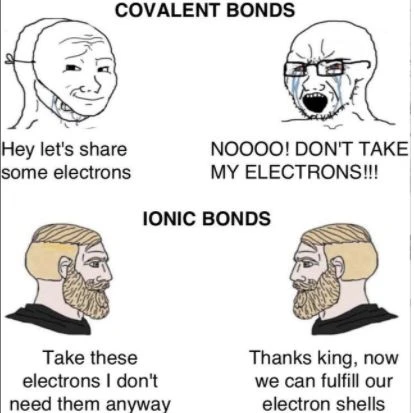 COVALENT BONDS
Hey let's share
some electrons
NOOOO! DON'T TAKE
MY ELECTRONS!!!
IONIC BONDS
Take these
electrons I don't
need them anyway
Thanks king, now
we can fulfill our
electron shells